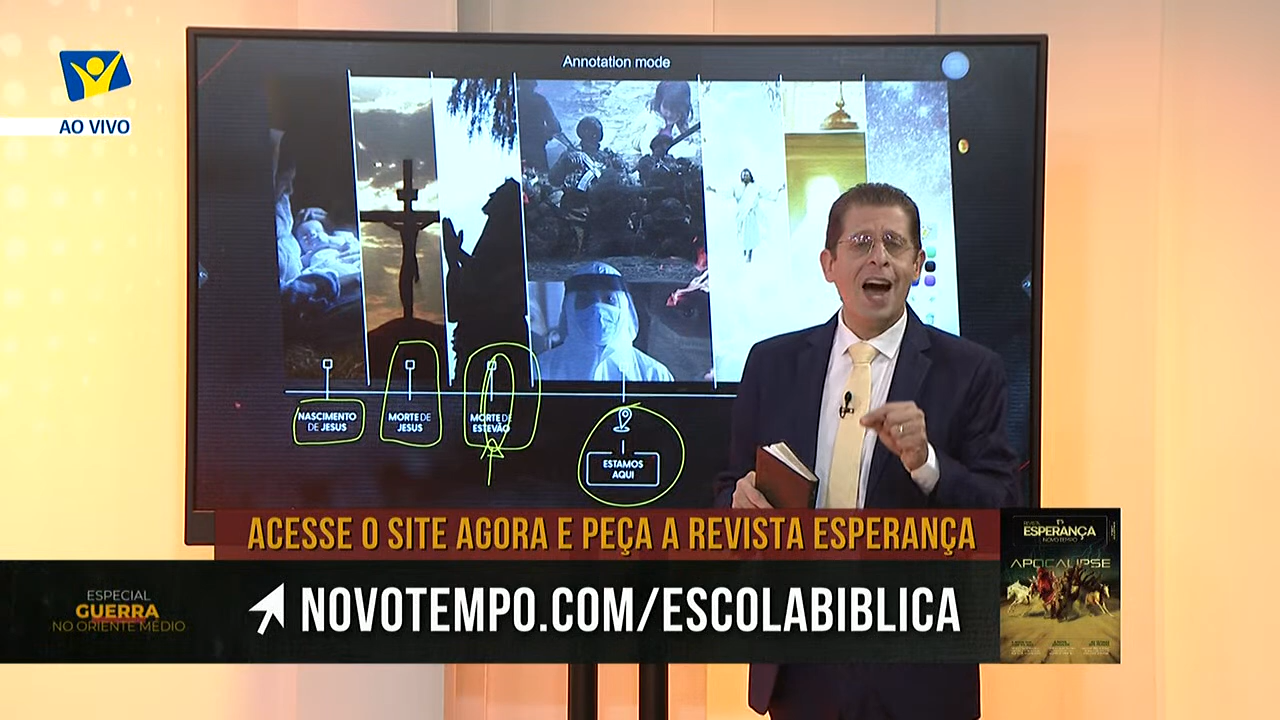 AO VIVO
Annotation mode
NASCIMENTO
DE JESUS
MORTE DE
JESUS
MORTE DE
ESTEVÃO
ESTAMOS
AQUI
ACESSE O SITE AGORA E PEÇA A REVISTA ESPERANÇA
ESPECIAL
GUERRA
NO ORIENTE MÉDIO
NOVOTEMPO.COM/ESCOLABIBLICA
REVISTA
ESPERANÇA
NOVO TEMPO
APOCALIPSE